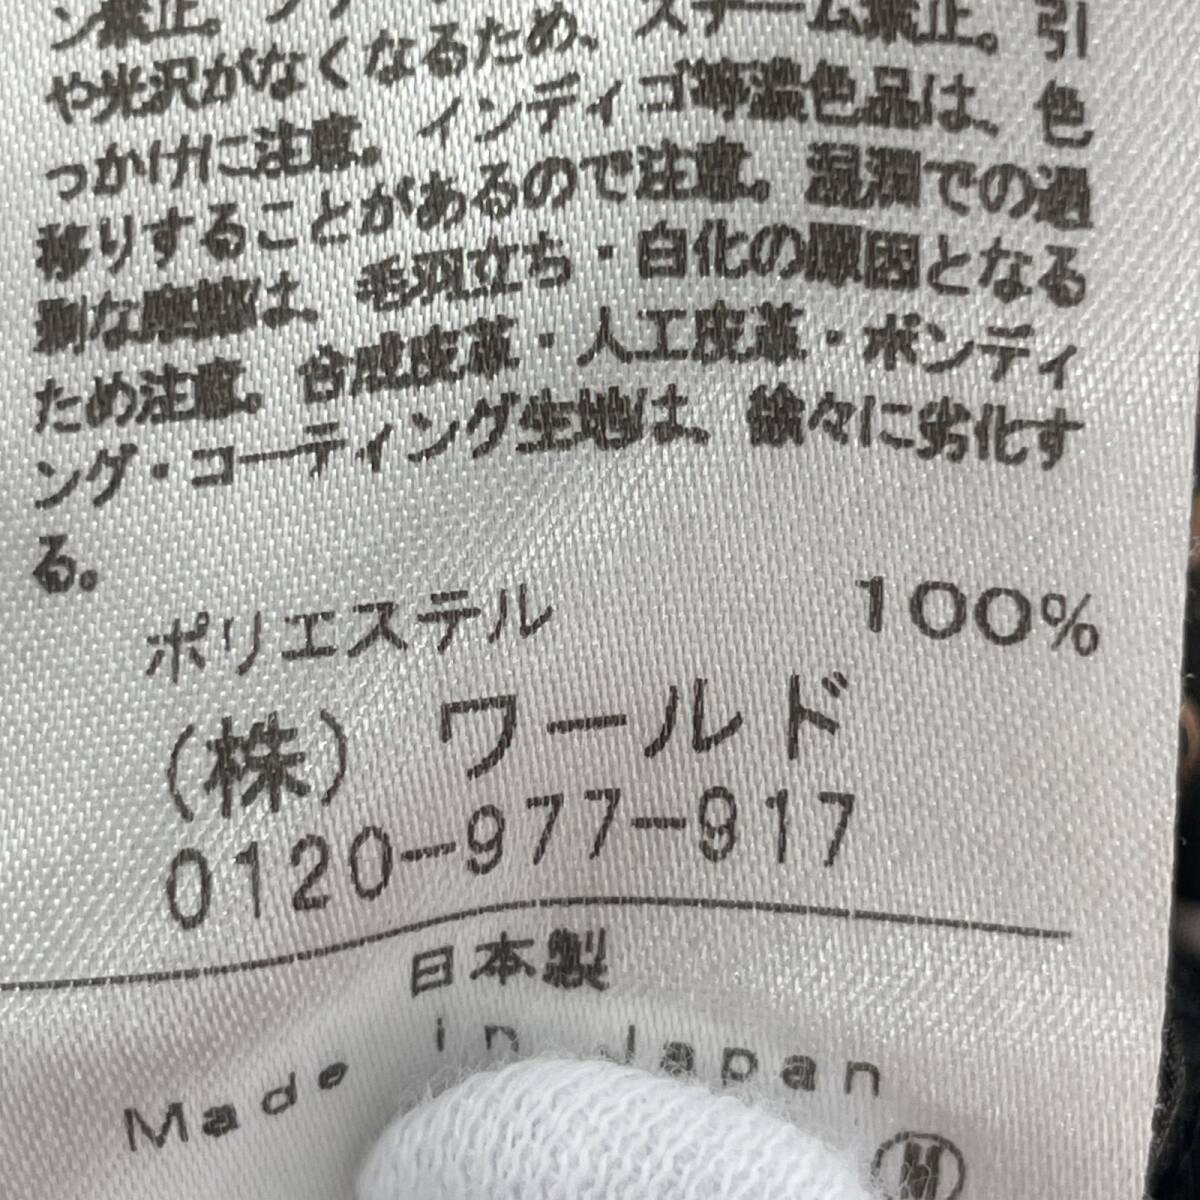 ン禁止。 スチーム禁止。引
や光沢がなくなるため、 色
っかけに注意。インディゴ等濃色品は、
移りすることがあるので注意。湿潤での過
剰な摩擦は、毛羽立ち・白化の原因となる
ため注意。合成皮革・人工皮革・ボンディ
ング・コーティング生地は、徐々に劣化す
る。
ポリエステル 100%
(株) ワールド
0120-977-917
日本製
Made in Japan
H